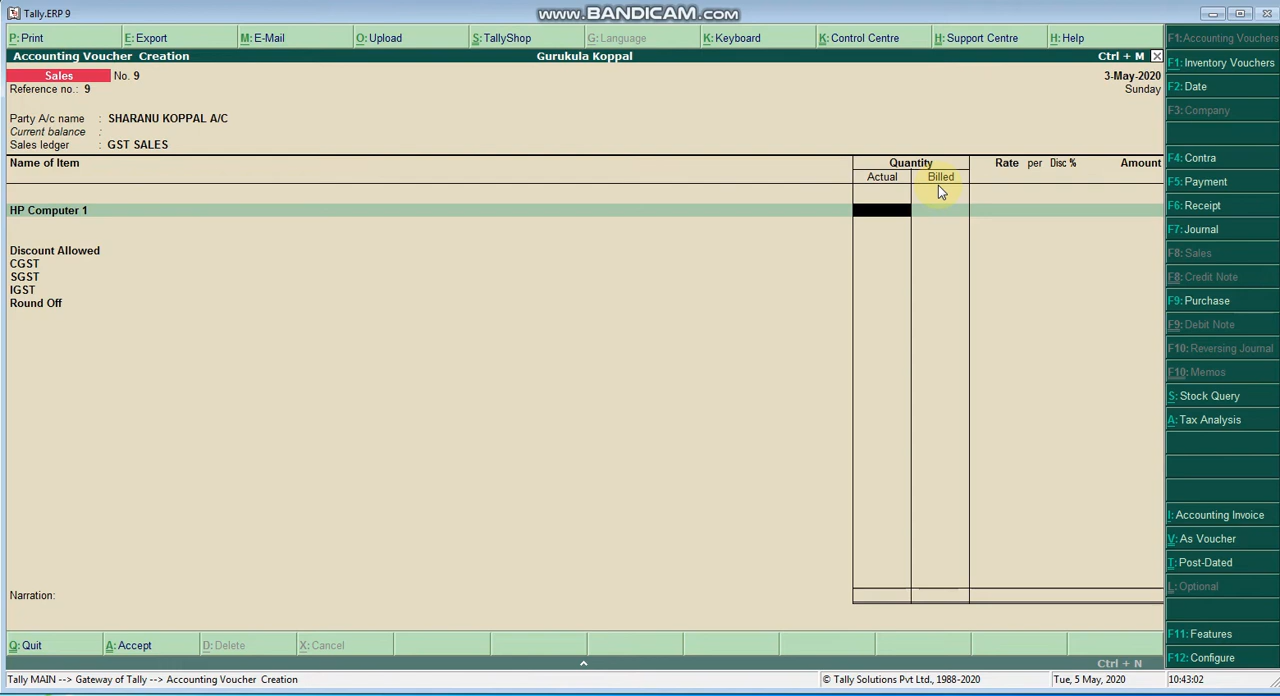 Tally.ERP 9
www.BANDICAM.com
P: Print E: Export M: E-Mail O: Upload S: TallyShop G: Language K: Keyboard K: Control Centre H: Support Centre H: Help
F1: Accounting Vouchers
Accounting Voucher Creation Gurukula Koppal Ctrl + M
F1: Inventory Vouchers
Sales No. 9 3-May-2020
F2: Date
Reference no.: 9 Sunday
F3: Company
Party A/c name : SHARANU KOPPAL A/C
Current balance :
Sales ledger : GST SALES
F4: Contra
Name of Item Quantity Rate per Disc % Amount
Actual Billed
F5: Payment
F6: Receipt
HP Computer 1
F7: Journal
Discount Allowed
F8: Sales
CGST
SGST
F8: Credit Note
IGST
Round Off
F9: Purchase
F9: Debit Note
F10: Reversing Journal
F10: Memos
S: Stock Query
A: Tax Analysis
I: Accounting Invoice
V: As Voucher
T: Post-Dated
L: Optional
Narration:
F11: Features
Q: Quit A: Accept D: Delete X: Cancel
F12: Configure
Ctrl + N
Tally MAIN --> Gateway of Tally --> Accounting Voucher Creation © Tally Solutions Pvt Ltd., 1988-2020 Tue, 5 May, 2020 10:43:02